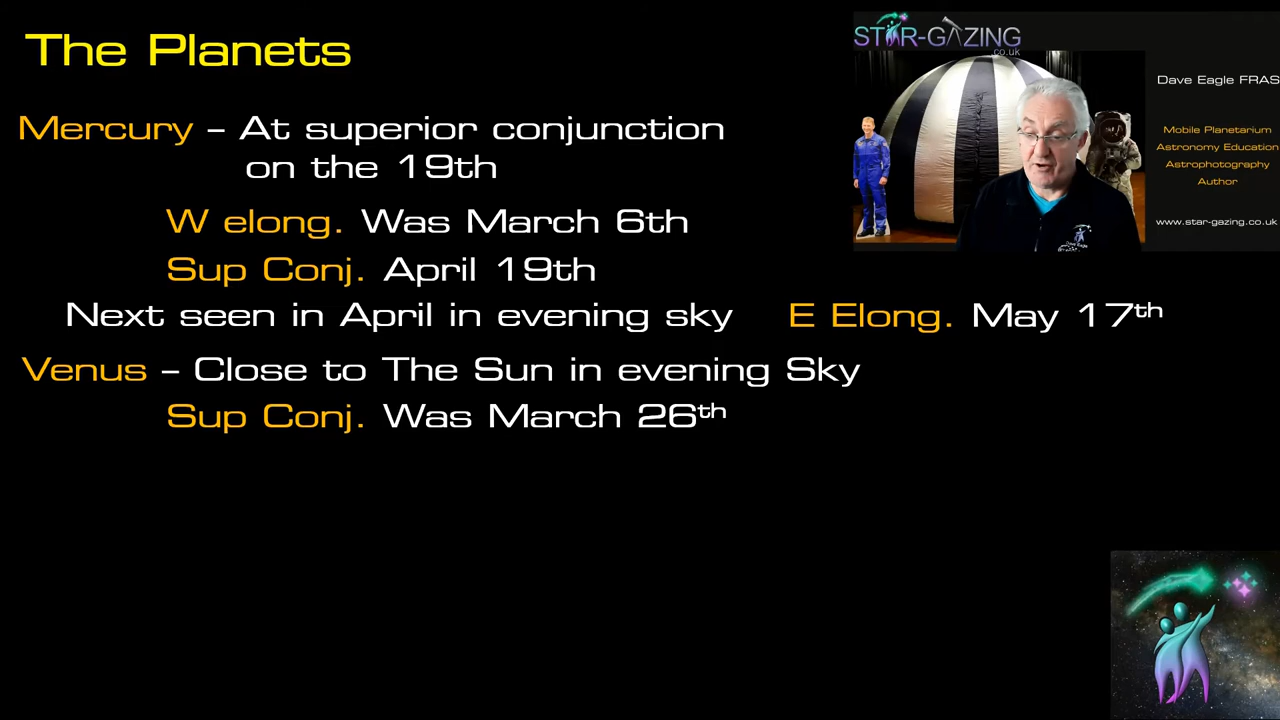 The Planets
Mercury – At superior conjunction
on the 19th
W elong. Was March 6th
Sup Conj. April 19th
Next seen in April in evening sky E Elong. May 17th
Venus – Close to The Sun in evening Sky
Sup Conj. Was March 26th
STAR-GAZING
.co.uk
Dave Eagle FRAS
Mobile Planetarium
Astronomy Education
Astrophotography
Author
www.star-gazing.co.uk